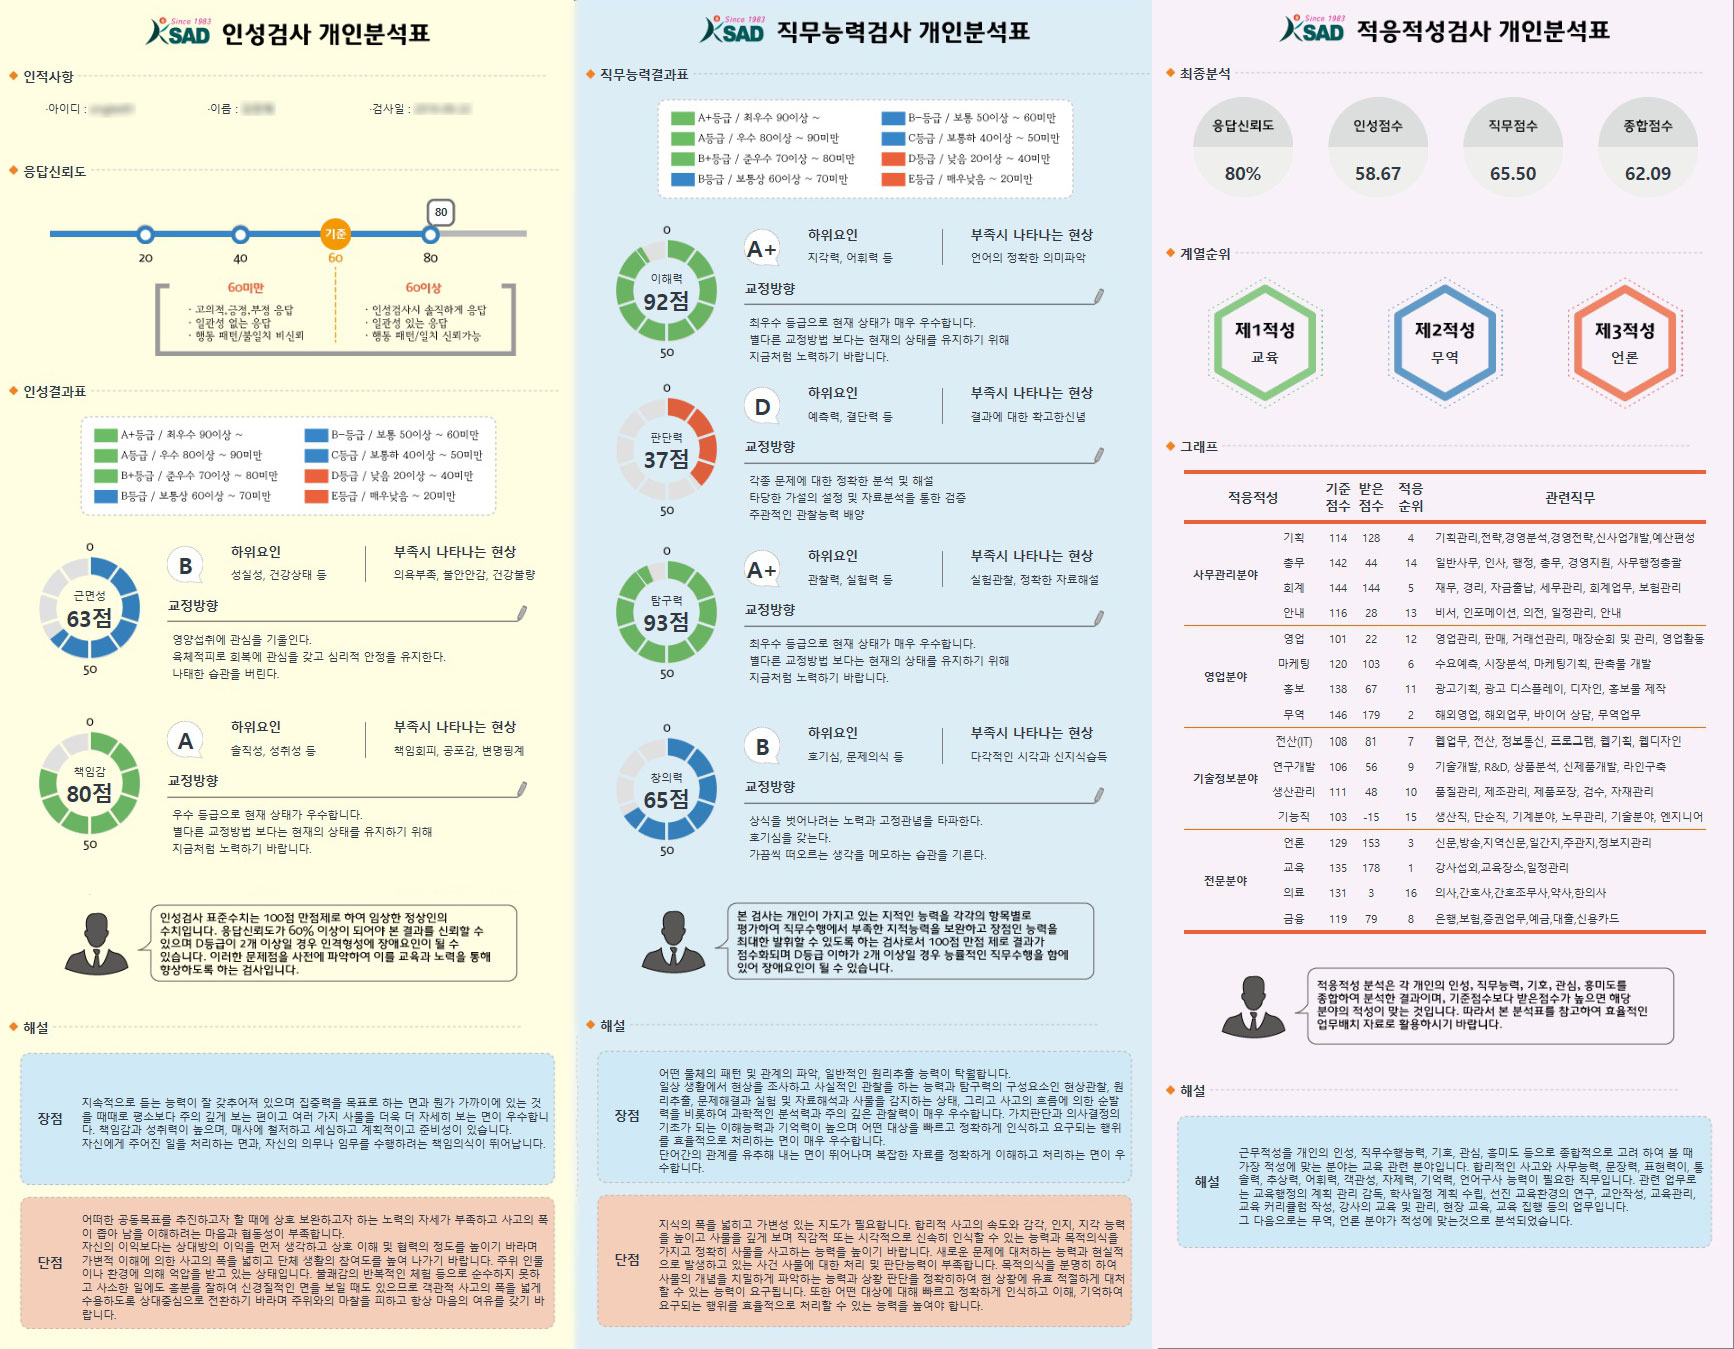 Since 1983
KSAD 인성검사 개인분석표
인적사항
·아이디 :
·이름 :
·검사일 :
응답신뢰도
80
기준
20 40 60 80
60미만
· 고의적,긍정,부정 응답
· 일관성 없는 응답
· 행동 패턴/불일치 비신뢰
60이상
· 인성검사시 솔직하게 응답
· 일관성 있는 응답
· 행동 패턴/일치 신뢰가능
인성결과표
A+등급 / 최우수 90이상 ~
A등급 / 우수 80이상 ~ 90미만
B+등급 / 준우수 70이상 ~ 80미만
B등급 / 보통상 60이상 ~ 70미만
B-등급 / 보통 50이상 ~ 60미만
C등급 / 보통하 40이상 ~ 50미만
D등급 / 낮음 20이상 ~ 40미만
E등급 / 매우낮음 ~ 20미만
0
근면성
63점
50
B
하위요인
성실성, 건강상태 등
부족시 나타나는 현상
의욕부족, 불안안감, 건강불량
교정방향
영양섭취에 관심을 기울인다.
육체적피로 회복에 관심을 갖고 심리적 안정을 유지한다.
나태한 습관을 버린다.
0
책임감
80점
50
A
하위요인
솔직성, 성취성 등
부족시 나타나는 현상
책임회피, 공포감, 변명핑계
교정방향
우수 등급으로 현재 상태가 우수합니다.
별다른 교정방법 보다는 현재의 상태를 유지하기 위해
지금처럼 노력하기 바랍니다.
인성검사 표준수치는 100점 만점제로 하여 임상한 정상인의
수치입니다. 응답신뢰도가 60% 이상이 되어야 본 결과를 신뢰할 수
있으며 D등급이 2개 이상일 경우 인격형성에 장애요인이 될 수
있습니다. 이러한 문제점을 사전에 파악하여 이를 교육과 노력을 통해
향상하도록 하는 검사입니다.
해설
장점
지속적으로 듣는 능력이 잘 갖추어져 있으며 집중력을 목표로 하는 면과 뭔가 가까이에 있는 것
을 때때로 평소보다 주의 깊게 보는 편이고 여러 가지 사물을 더욱 더 자세히 보는 면이 우수합니
다. 책임감과 성취력이 높으며, 매사에 철저하고 세심하고 계획적이고 준비성이 있습니다.
자신에게 주어진 일을 처리하는 면과, 자신의 의무나 임무를 수행하려는 책임의식이 뛰어납니다.
단점
어떠한 공동목표를 추진하고자 할 때에 상호 보완하고자 하는 노력의 자세가 부족하고 사고의 폭
이 좁아 남을 이해하려는 마음과 협동성이 부족합니다.
자신의 이익보다는 상대방의 이익을 먼저 생각하고 상호 이해 및 협력의 정도를 높이기 바라며
가변적 이해에 의한 사고의 폭을 넓히고 단체 생활의 참여도를 높여 나가기 바랍니다. 주위 인물
이나 환경에 의해 억압을 받고 있는 상태입니다. 불쾌감의 반복적인 체험 등으로 순수하지 못하
고 사소한 일에도 흥분을 잘하여 신경질적인 면을 보일 때도 있으므로 객관적 사고의 폭을 넓게
수용하도록 상대중심으로 전환하기 바라며 주위와의 마찰을 피하고 항상 마음의 여유를 갖기 바
랍니다.
Since 1983
KSAD 직무능력검사 개인분석표
직무능력결과표
A+등급 / 최우수 90이상 ~
A등급 / 우수 80이상 ~ 90미만
B+등급 / 준우수 70이상 ~ 80미만
B등급 / 보통상 60이상 ~ 70미만
B-등급 / 보통 50이상 ~ 60미만
C등급 / 보통하 40이상 ~ 50미만
D등급 / 낮음 20이상 ~ 40미만
E등급 / 매우낮음 ~ 20미만
0
이해력
92점
50
A+
하위요인
지각력, 어휘력 등
부족시 나타나는 현상
언어의 정확한 의미파악
교정방향
최우수 등급으로 현재 상태가 매우 우수합니다.
별다른 교정방법 보다는 현재의 상태를 유지하기 위해
지금처럼 노력하기 바랍니다.
0
판단력
37점
50
D
하위요인
예측력, 결단력 등
부족시 나타나는 현상
결과에 대한 확고한신념
교정방향
각종 문제에 대한 정확한 분석 및 해설
타당한 가설의 설정 및 자료분석을 통한 검증
주관적인 관찰능력 배양
0
탐구력
93점
50
A+
하위요인
관찰력, 실험력 등
부족시 나타나는 현상
실험관찰, 정확한 자료해설
교정방향
최우수 등급으로 현재 상태가 매우 우수합니다.
별다른 교정방법 보다는 현재의 상태를 유지하기 위해
지금처럼 노력하기 바랍니다.
0
창의력
65점
50
B
하위요인
호기심, 문제의식 등
부족시 나타나는 현상
다각적인 시각과 신지식습득
교정방향
상식을 벗어나려는 노력과 고정관념을 타파한다.
호기심을 갖는다.
가끔씩 떠오르는 생각을 메모하는 습관을 기른다.
본 검사는 개인이 가지고 있는 지적인 능력을 각각의 항목별로
평가하여 직무수행에서 부족한 지적능력을 보완하고 장점인 능력을
최대한 발휘할 수 있도록 하는 검사로서 100점 만점 제로 결과가
점수화되며 D등급 이하가 2개 이상일 경우 능률적인 직무수행을 함에
있어 장애요인이 될 수 있습니다.
해설
장점
어떤 물체의 패턴 및 관계의 파악, 일반적인 원리추출 능력이 탁월합니다.
일상 생활에서 현상을 조사하고 사실적인 관찰을 하는 능력과 탐구력의 구성요소인 현상관찰, 원
리추출, 문제해결과 실험 및 자료해석과 사물을 감지하는 상태, 그리고 사고의 흐름에 의한 순발
력을 비롯하여 과학적인 분석력과 주의 깊은 관찰력이 매우 우수합니다. 가치판단과 의사결정의
기초가 되는 이해능력과 기억력이 높으며 어떤 대상을 빠르고 정확하게 인식하고 요구되는 행위
를 효율적으로 처리하는 면이 매우 우수합니다.
단어간의 관계를 유추해 내는 면이 뛰어나며 복잡한 자료를 정확하게 이해하고 처리하는 면이 우
수합니다.
단점
지식의 폭을 넓히고 가변성 있는 지도가 필요합니다. 합리적 사고의 속도와 감각, 인지, 지각 능력
을 높이고 사물을 깊게 보며 직감적 또는 시각적으로 신속히 인식할 수 있는 능력과 목적의식을
가지고 정확히 사물을 사고하는 능력을 높이기 바랍니다. 새로운 문제에 대처하는 능력과 현실적
으로 발생하고 있는 사건 사물에 대한 처리 및 판단능력이 부족합니다. 목적의식을 분명히 하여
사물의 개념을 치밀하게 파악하는 능력과 상황 판단을 정확히하여 현 상황에 유효 적절하게 대처
할 수 있는 능력이 요구됩니다. 또한 어떤 대상에 대해 빠르고 정확하게 인식하고 이해, 기억하여
요구되는 행위를 효율적으로 처리할 수 있는 능력을 높여야 합니다.
Since 1983
KSAD 적응적성검사 개인분석표
최종분석
응답신뢰도 80%
인성점수 58.67
직무점수 65.50
종합점수 62.09
계열순위
제1적성 교육
제2적성 무역
제3적성 언론
그래프
적응적성 기준점수 받은점수 적응순위 관련직무
사무관리분야
기획 114 128 4 기획관리,전략,경영분석,경영전략,신사업개발,예산편성
총무 142 44 14 일반사무, 인사, 행정, 총무, 경영지원, 사무행정총괄
회계 144 144 5 재무, 경리, 자금출납, 세무관리, 회계업무, 보험관리
안내 116 28 13 비서, 인포메이션, 의전, 일정관리, 안내
영업분야
영업 101 22 12 영업관리, 판매, 거래선관리, 매장순회 및 관리, 영업활동
마케팅 120 103 6 수요예측, 시장분석, 마케팅기획, 판촉물 개발
홍보 138 67 11 광고기획, 광고 디스플레이, 디자인, 홍보물 제작
무역 146 179 2 해외영업, 해외업무, 바이어 상담, 무역업무
기술정보분야
전산(IT) 108 81 7 웹업무, 전산, 정보통신, 프로그램, 웹기획, 웹디자인
연구개발 106 56 9 기술개발, R&D, 상품분석, 신제품개발, 라인구축
생산관리 111 48 10 품질관리, 제조관리, 제품포장, 검수, 자재관리
기능직 103 -15 15 생산직, 단순직, 기계분야, 노무관리, 기술분야, 엔지니어
전문분야
언론 129 153 3 신문,방송,지역신문,일간지,주관지,정보지관리
교육 135 178 1 강사섭외,교육장소,일정관리
의료 131 3 16 의사,간호사,간호조무사,약사,한의사
금융 119 79 8 은행,보험,증권업무,예금,대출,신용카드
적응적성 분석은 각 개인의 인성, 직무능력, 기호, 관심, 흥미도를
종합하여 분석한 결과이며, 기준점수보다 받은점수가 높으면 해당
분야의 적성이 맞는 것입니다. 따라서 본 분석표를 참고하여 효율적인
업무배치 자료로 활용하시기 바랍니다.
해설
해설
근무적성을 개인의 인성, 직무수행능력, 기호, 관심, 흥미도 등으로 종합적으로 고려 하여 볼 때
가장 적성에 맞는 분야는 교육 관련 분야입니다. 합리적인 사고와 사무능력, 문장력, 표현력이, 통
솔력, 추상력, 어휘력, 객관성, 자제력, 기억력, 언어구사 능력이 필요한 직무입니다. 관련 업무로
는 교육행정의 계획 관리 감독, 학사일정 계획 수립, 선진 교육환경의 연구, 교안작성, 교육관리,
교육 커리큘럼 작성, 강사의 교육 및 관리, 현장 교육, 교육 집행 등의 업무입니다.
그 다음으로는 무역, 언론 분야가 적성에 맞는것으로 분석되었습니다.